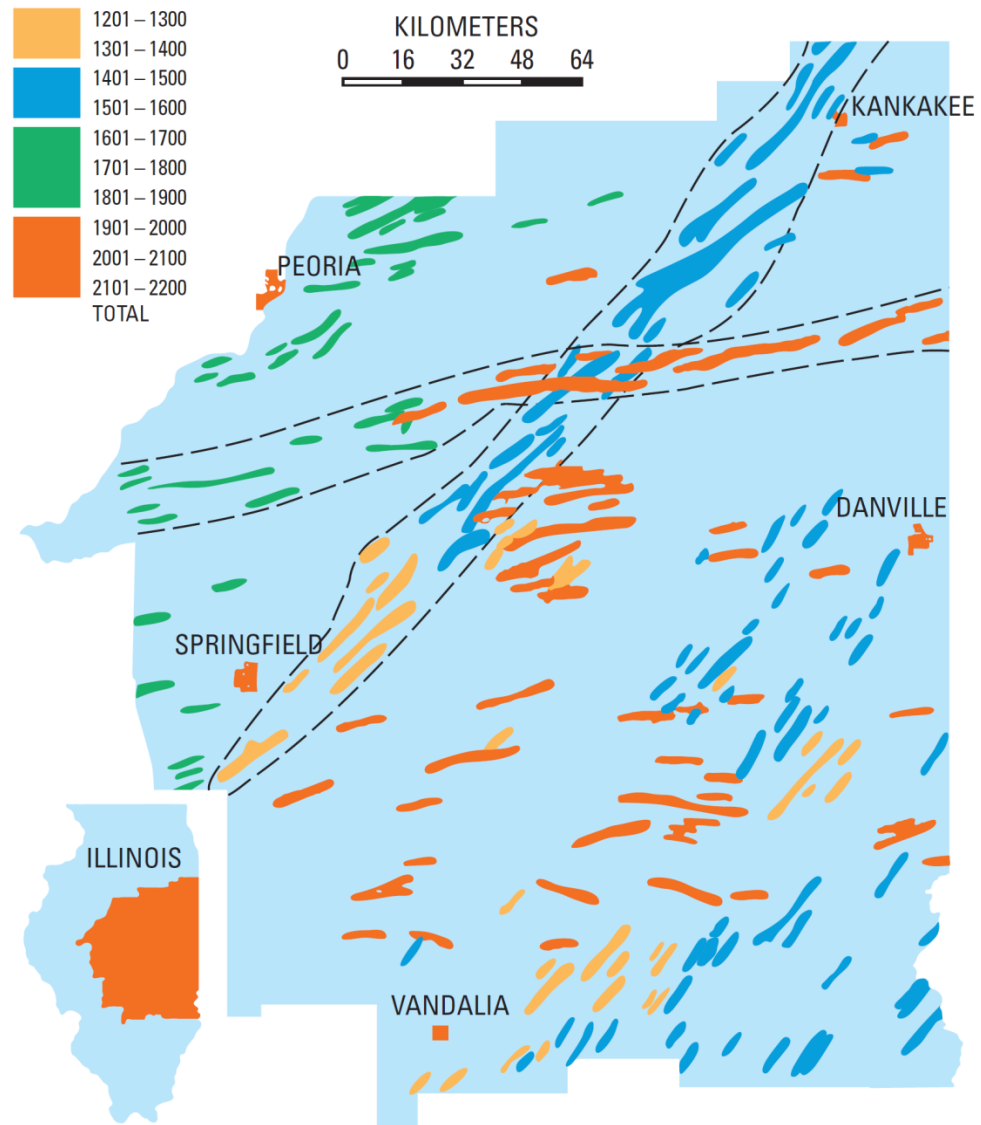 1201 – 1300
1301 – 1400
1401 – 1500
1501 – 1600
1601 – 1700
1701 – 1800
1801 – 1900
1901 – 2000
2001 – 2100
2101 – 2200
TOTAL
KILOMETERS
0 16 32 48 64
KANKAKEE
PEORIA
DANVILLE
SPRINGFIELD
ILLINOIS
VANDALIA